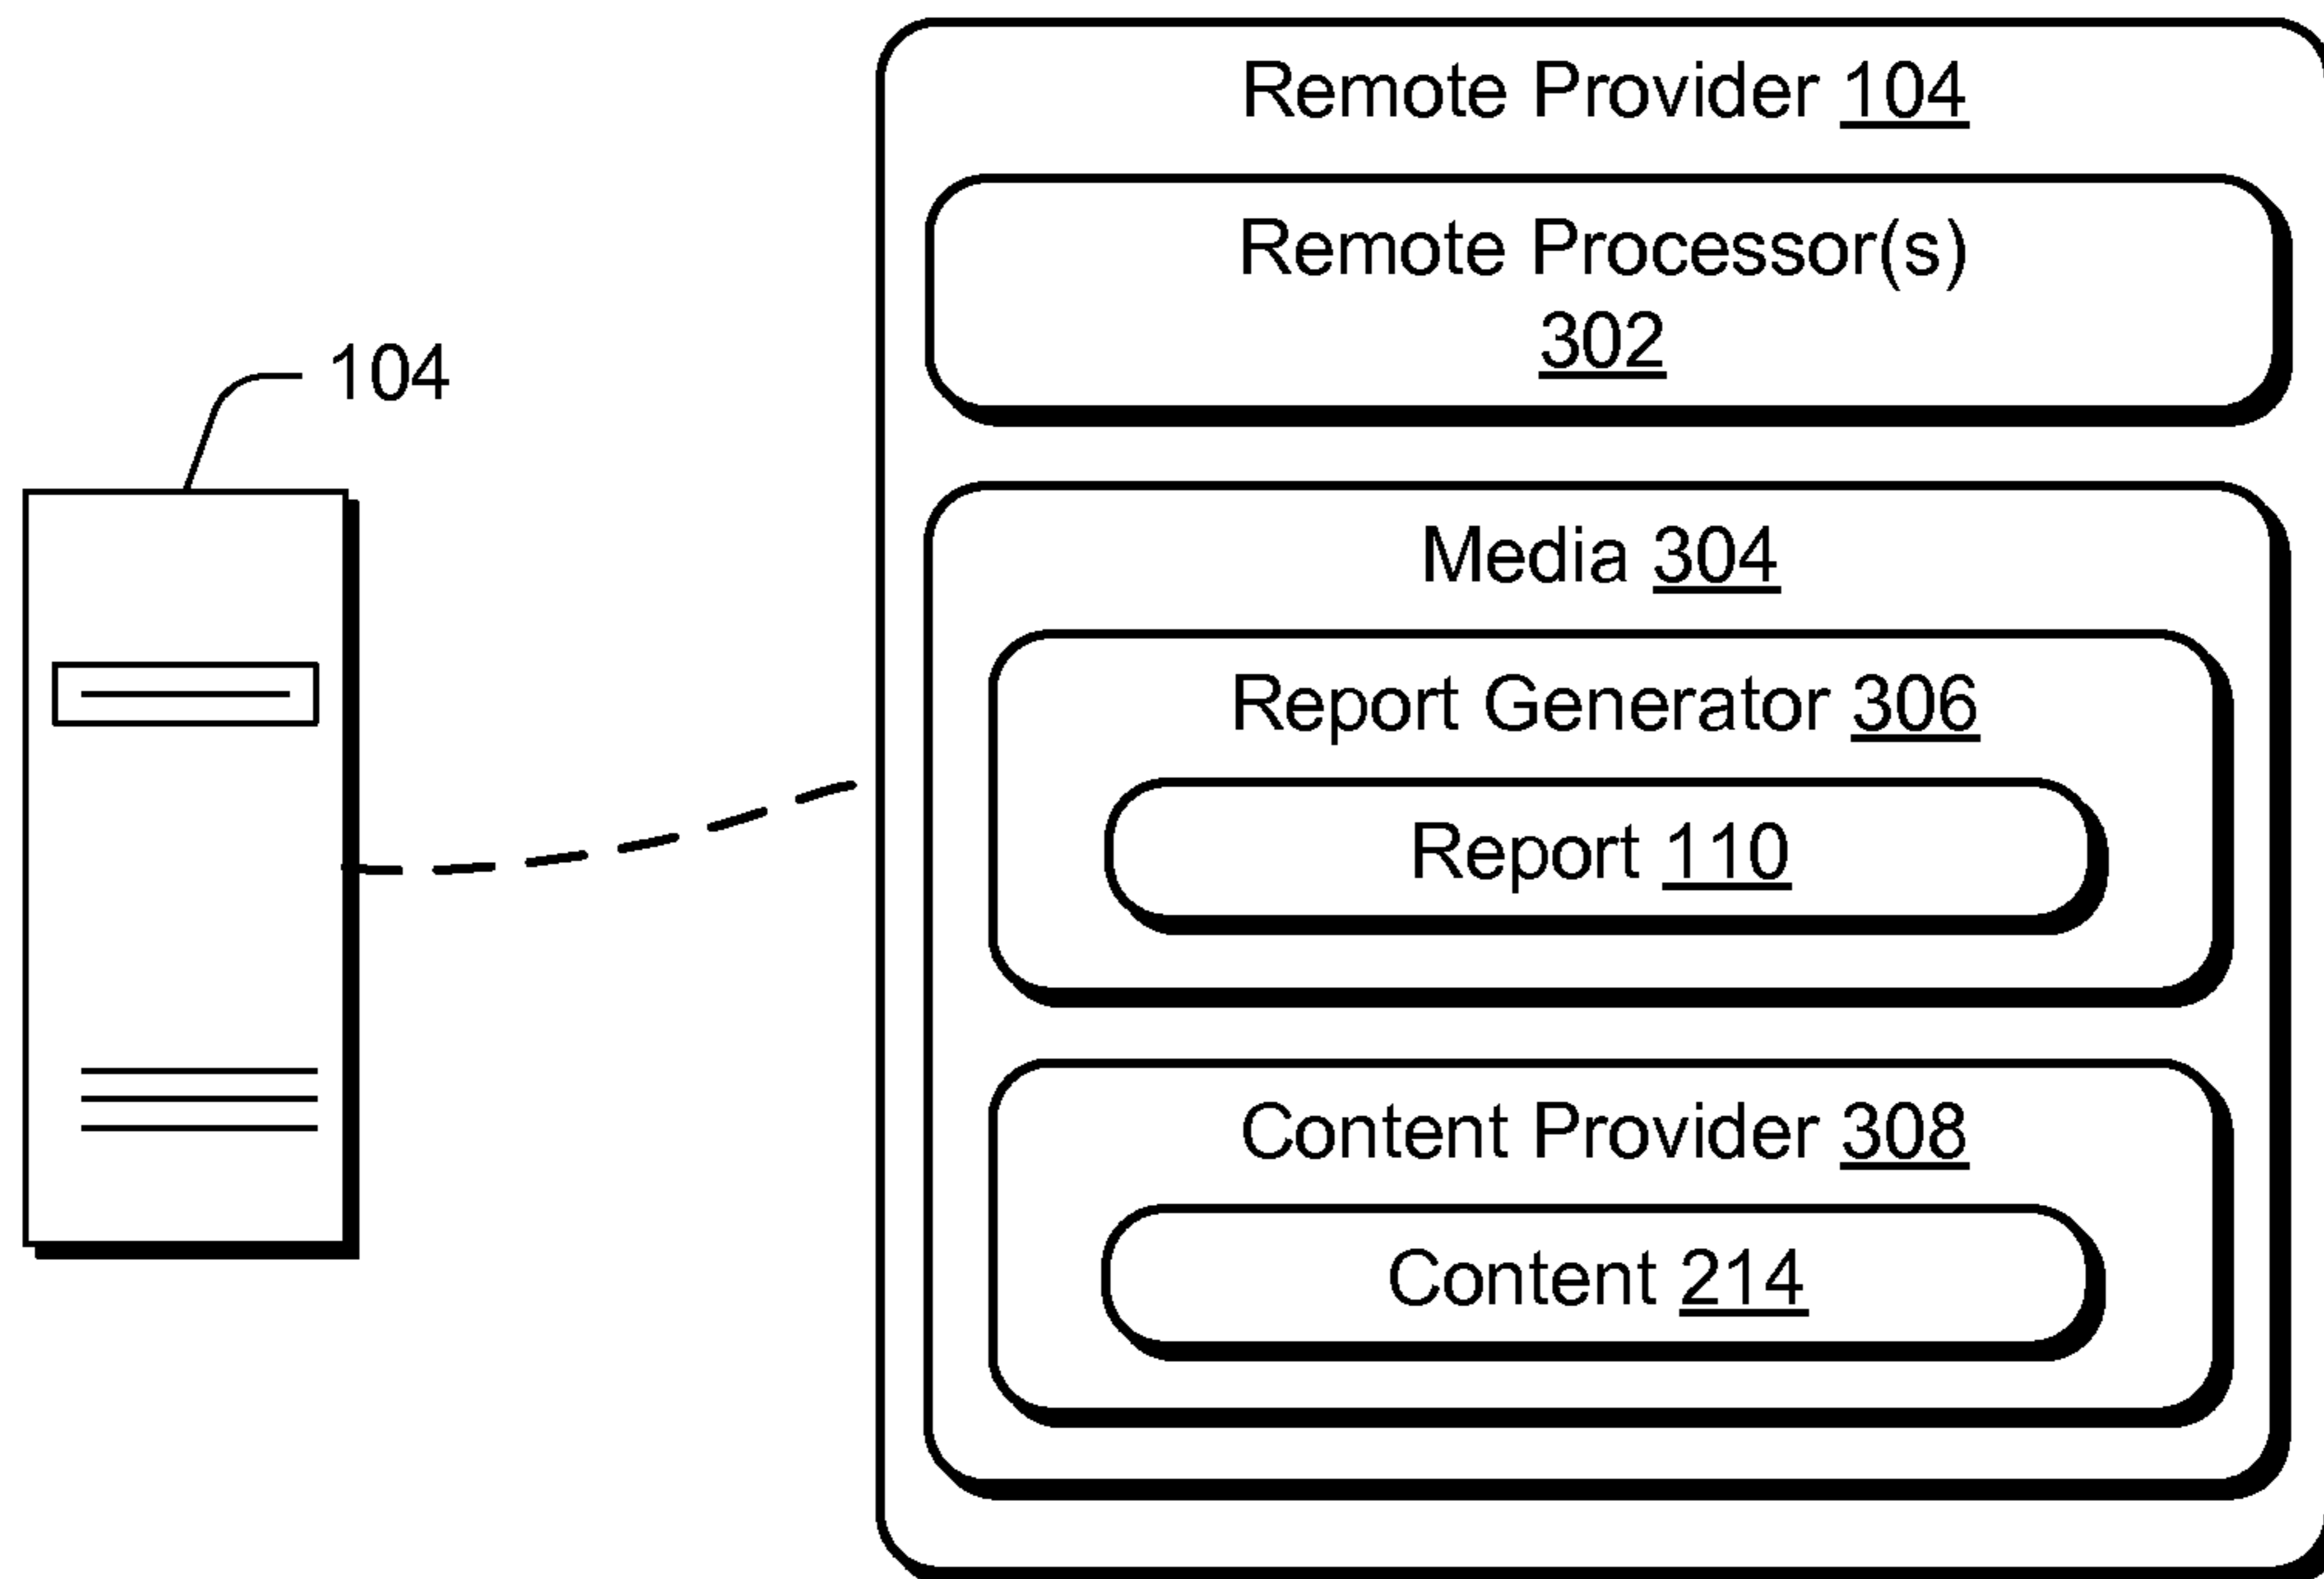 104
Remote Provider 104
Remote Processor(s)
302
Media 304
Report Generator 306
Report 110
Content Provider 308
Content 214